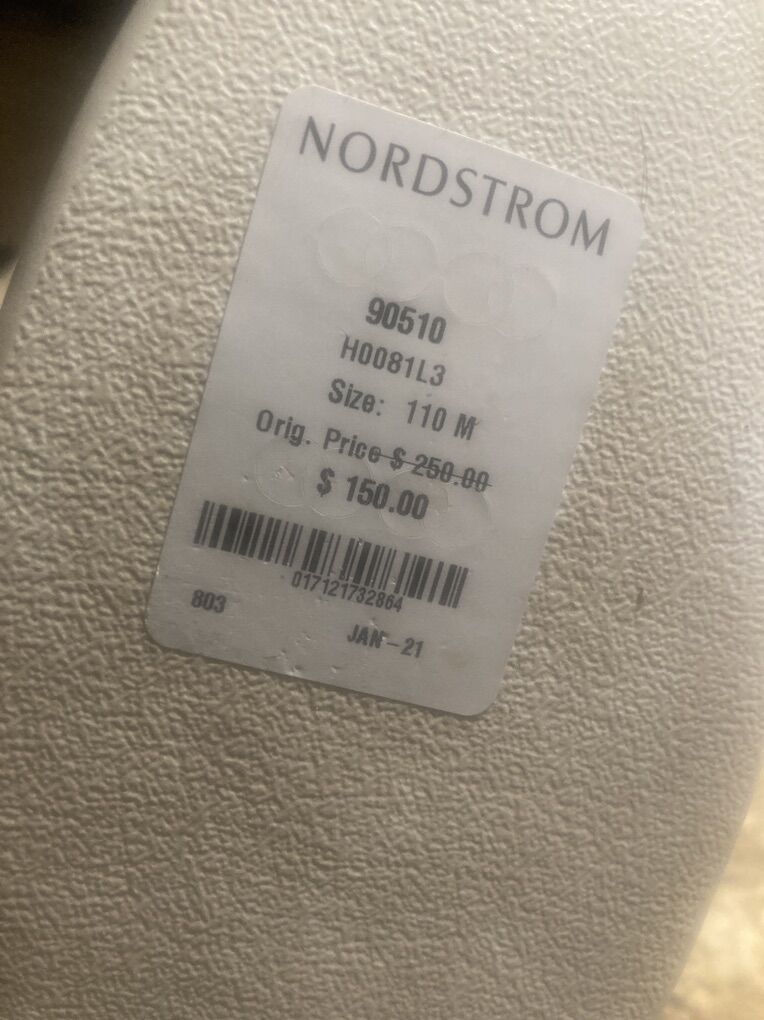 NORDSTROM
90510
H0081L3
Size: 110 M
Orig. Price $ 250.00
$ 150.00
017121732864
803
JAN-21